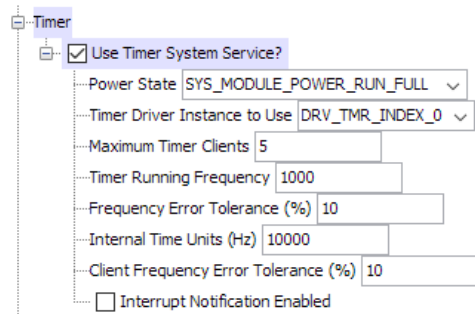 Timer
Use Timer System Service?
Power State SYS_MODULE_POWER_RUN_FULL
Timer Driver Instance to Use DRV_TMR_INDEX_0
Maximum Timer Clients 5
Timer Running Frequency 1000
Frequency Error Tolerance (%) 10
Internal Time Units (Hz) 10000
Client Frequency Error Tolerance (%) 10
Interrupt Notification Enabled